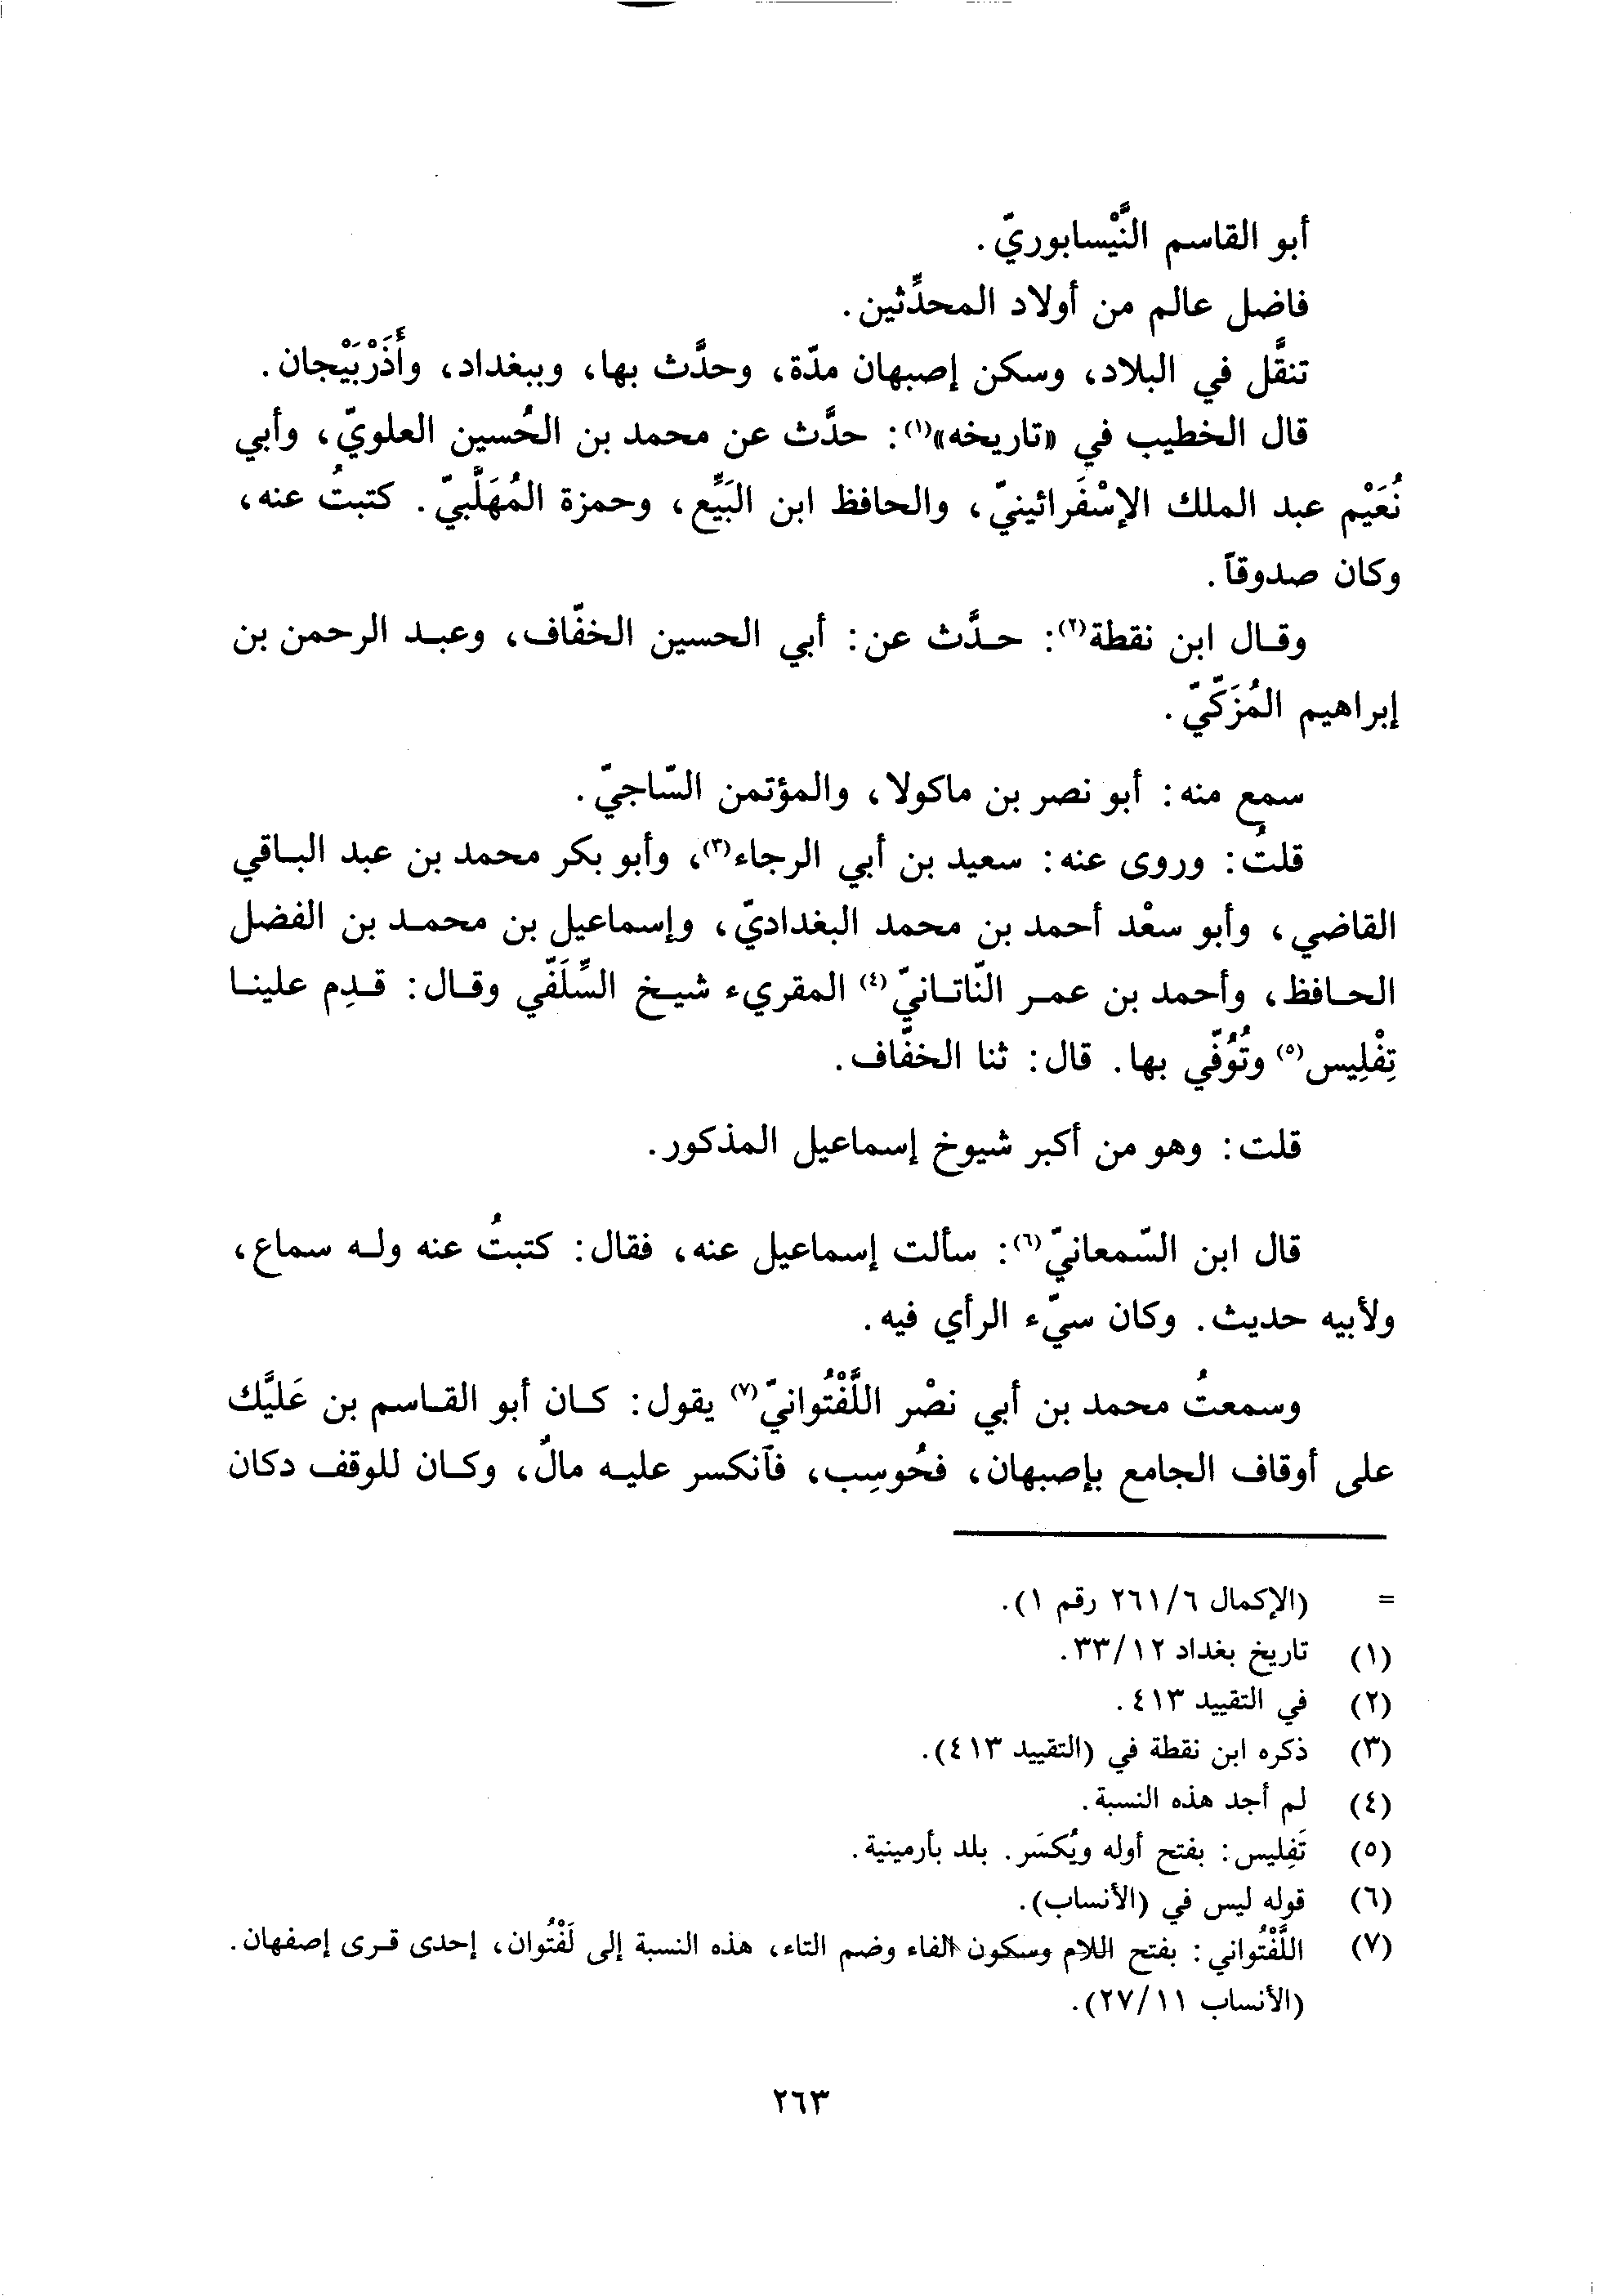 أبو القاسم النَّيْسابوريّ.
فاضل عالم من أولاد المحدِّثين.
تنقَّل في البلاد، وسكن إصبهان مدّة، وحدَّث بها، وببغداد، وأَذَرْبَيْجان.
قال الخطيب في «تاريخه»(١): حدَّث عن محمد بن الحُسين العلويّ، وأبي
نُعَيْم عبد الملك الإسْفَرائينيّ، والحافظ ابن البَيِّع، وحمزة المُهَلَّبيّ. كتبتُ عنه،
وكان صدوقاً.
وقال ابن نقطة(٢): حدَّث عن: أبي الحسين الخفّاف، وعبد الرحمن بن
إبراهيم المُزَكّيّ.
سمع منه: أبو نصر بن ماكولا، والمؤتمن السّاجيّ.
قلتُ: وروى عنه: سعيد بن أبي الرجاء(٣)، وأبو بكر محمد بن عبد الباقي
القاضي، وأبو سعْد أحمد بن محمد البغداديّ، وإسماعيل بن محمد بن الفضل
الحافظ، وأحمد بن عمر النّاتانيّ(٤) المقريء شيخ السِّلَفّي وقال: قدِم علينا
تِفْلِيس(٥) وتُوُفّي بها. قال: ثنا الخفّاف.
قلت: وهو من أكبر شيوخ إسماعيل المذكور.
قال ابن السّمعانيّ(٦): سألت إسماعيل عنه، فقال: كتبتُ عنه وله سماع،
ولأبيه حديث. وكان سيّء الرأي فيه.
وسمعتُ محمد بن أبي نصْر اللَّفْتُوانيّ(٧) يقول: كان أبو القاسم بن عَليَّك
على أوقاف الجامع بإصبهان، فحُوسِب، فآنكسر عليه مالٌ، وكان للوقف دكان
= (الإكمال ٢٦١/٦ رقم ١).
(١) تاريخ بغداد ٣٣/١٢.
(٢) في التقييد ٤١٣.
(٣) ذكره ابن نقطة في (التقييد ٤١٣).
(٤) لم أجد هذه النسبة.
(٥) تَفِليس: بفتح أوله ويُكسَر. بلد بأرمينية.
(٦) قوله ليس في (الأنساب).
(٧) اللَّفْتُواني: بفتح اللام وسكون الفاء وضم التاء، هذه النسبة إلى لَفْتُوان، إحدى قرى إصفهان.
(الأنساب ٢٧/١١).
٢٦٣